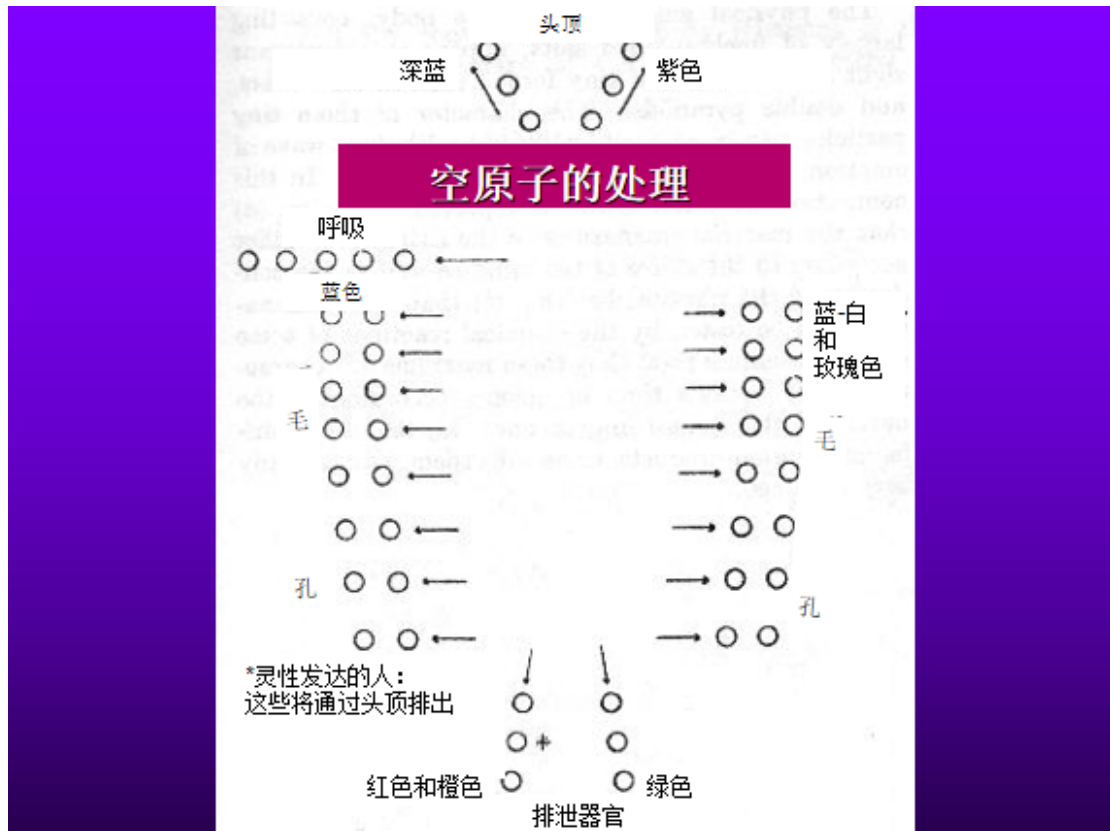 头顶
深蓝
紫色
空原子的处理
呼吸
蓝色
蓝-白
和
玫瑰色
毛
毛
孔
孔
*灵性发达的人：
这些将通过头顶排出
*
红色和橙色
绿色
排泄器官